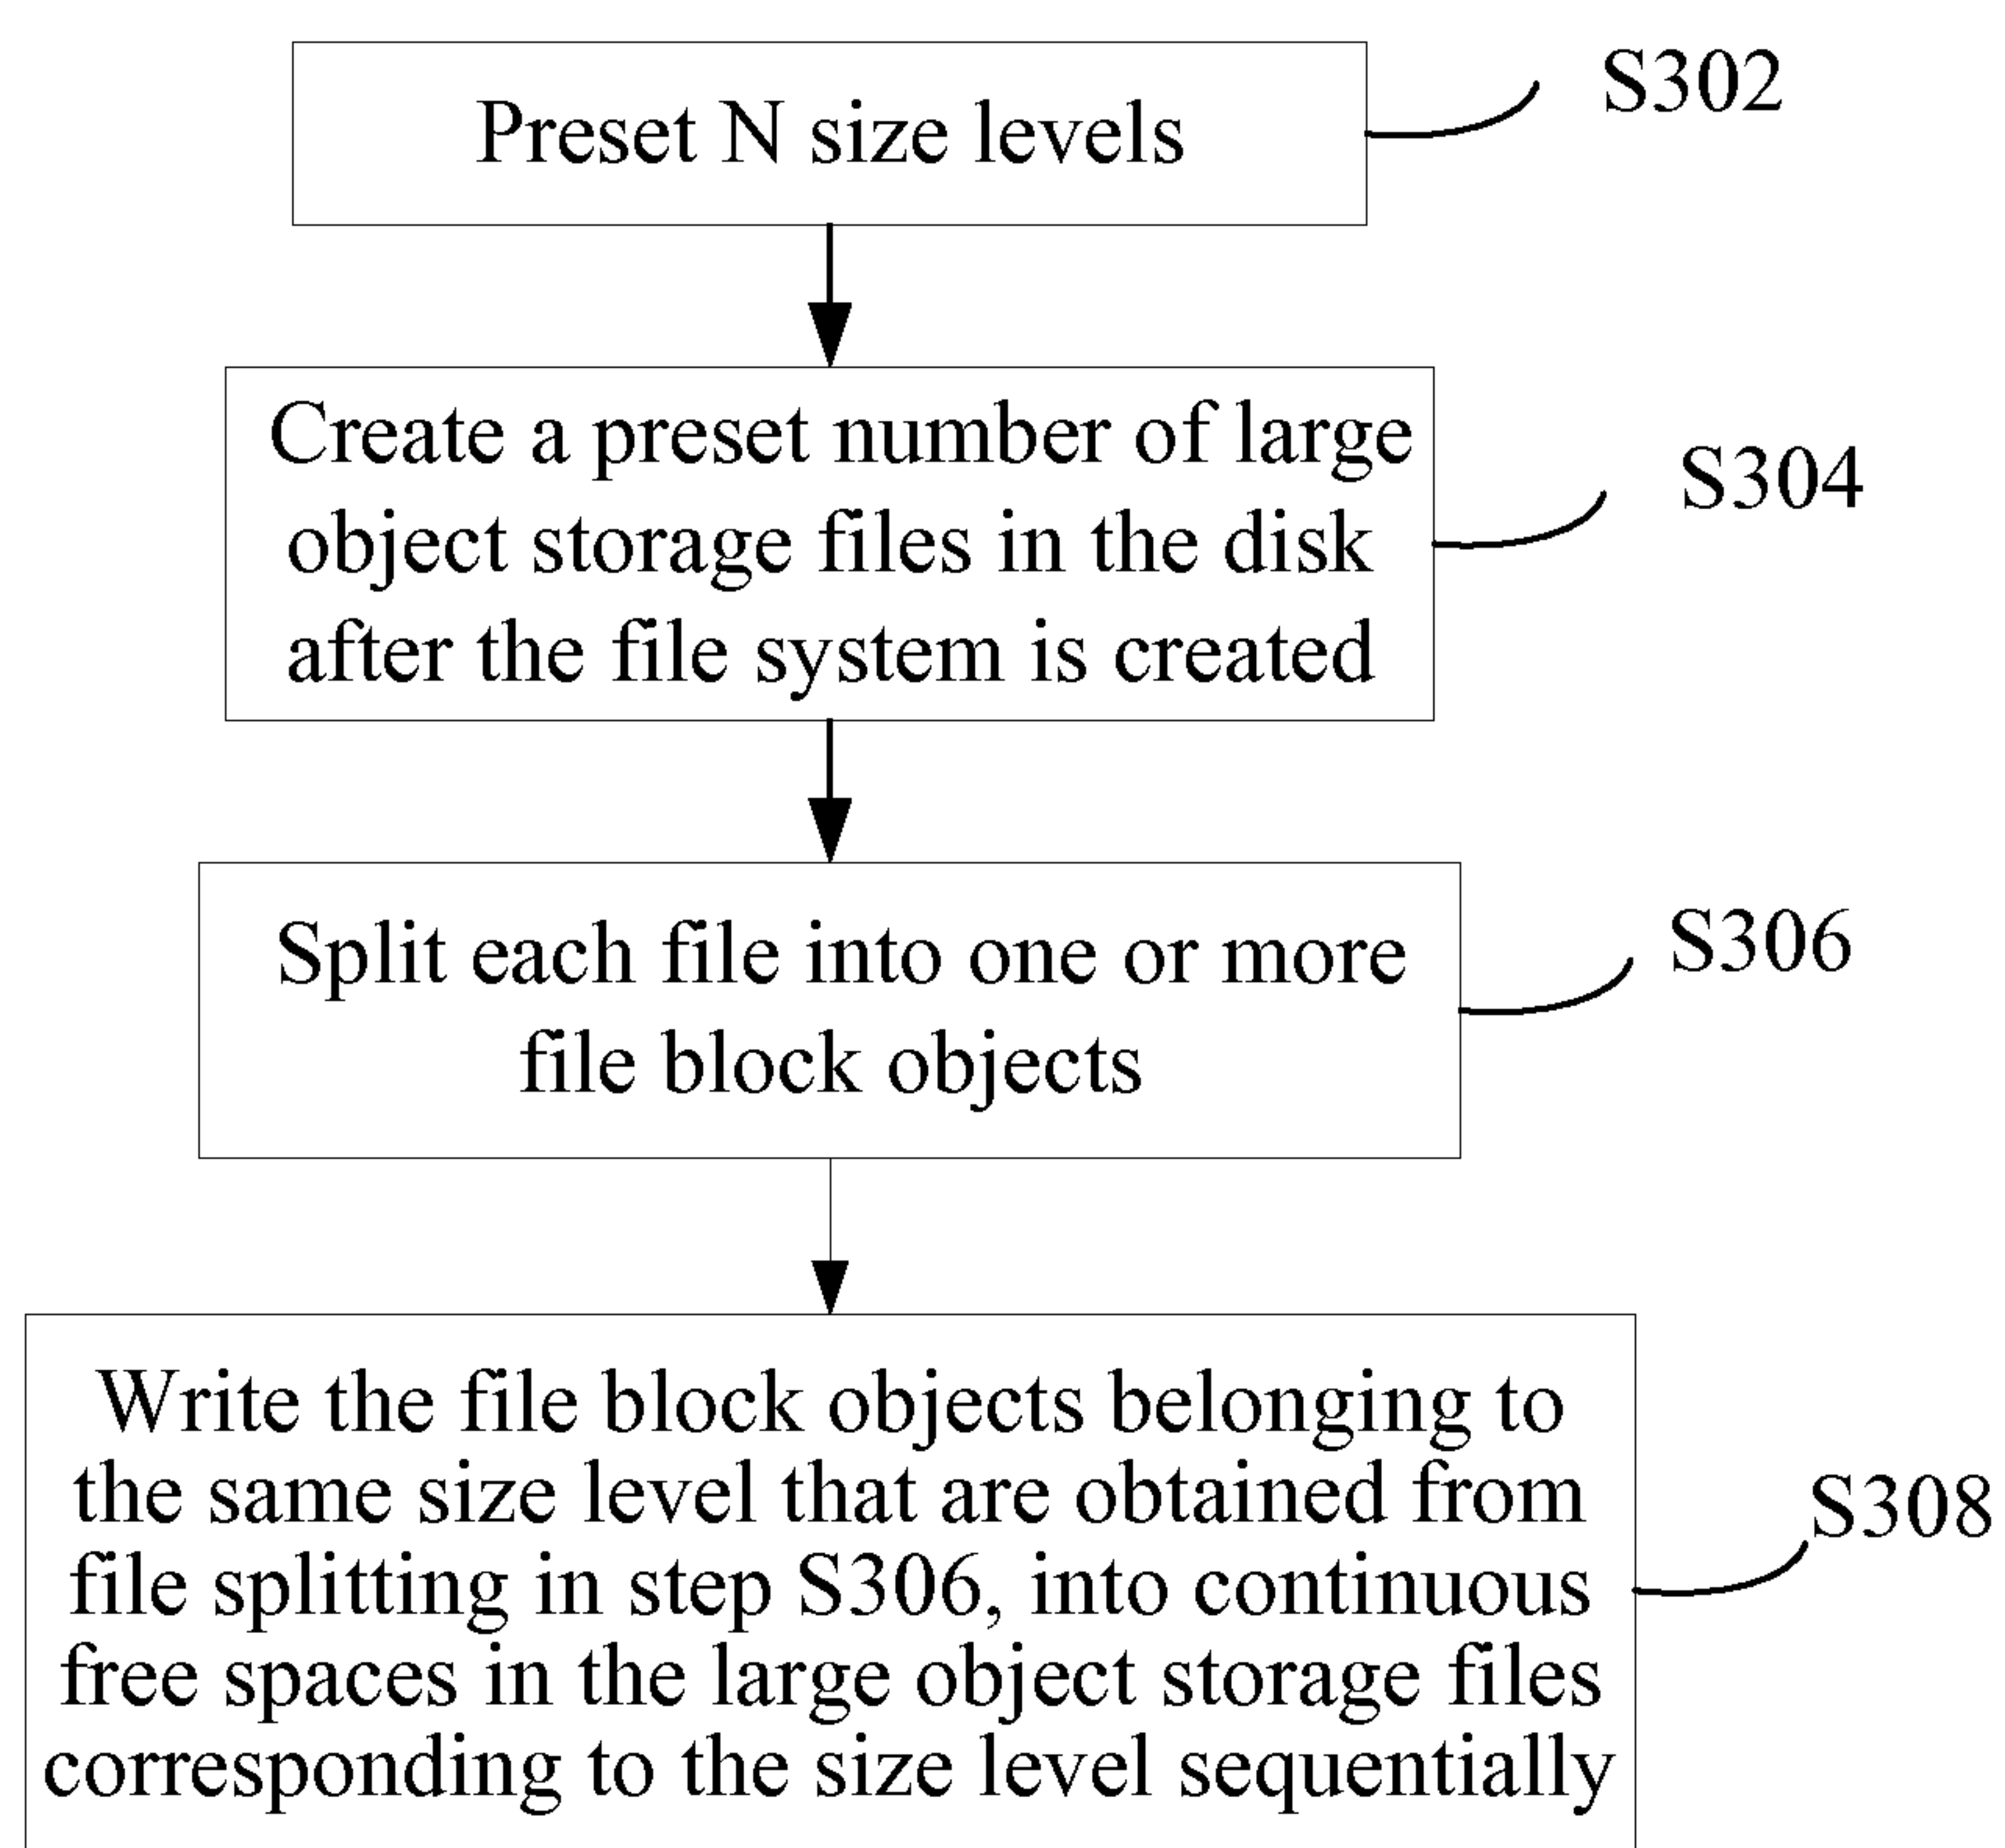 Preset N size levels
S302
Create a preset number of large
object storage files in the disk
after the file system is created
S304
Split each file into one or more
file block objects
S306
Write the file block objects belonging to
the same size level that are obtained from
file splitting in step S306, into continuous
free spaces in the large object storage files
corresponding to the size level sequentially
S308